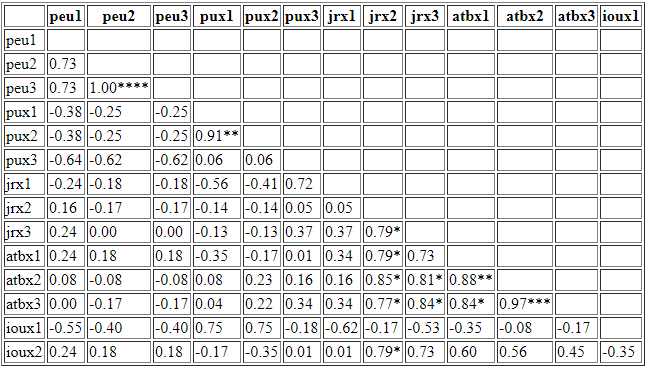 peu1 peu2 peu3 pux1 pux2 pux3 jrx1 jrx2 jrx3 atbx1 atbx2 atbx3 ioux1
peu1
peu2 0.73
peu3 0.73 1.00****
pux1 -0.38 -0.25 -0.25
pux2 -0.38 -0.25 -0.25 0.91**
pux3 -0.64 -0.62 -0.62 0.06 0.06
jrx1 -0.24 -0.18 -0.18 -0.56 -0.41 0.72
jrx2 0.16 -0.17 -0.17 -0.14 -0.14 0.05 0.05
jrx3 0.24 0.00 0.00 -0.13 -0.13 0.37 0.37 0.79*
atbx1 0.24 0.18 0.18 -0.35 -0.17 0.01 0.34 0.79* 0.73
atbx2 0.08 -0.08 -0.08 0.08 0.23 0.16 0.16 0.85* 0.81* 0.88**
atbx3 0.00 -0.17 -0.17 0.04 0.22 0.34 0.34 0.77* 0.84* 0.84* 0.97***
ioux1 -0.55 -0.40 -0.40 0.75 0.75 -0.18 -0.62 -0.17 -0.53 -0.35 -0.08 -0.17
ioux2 0.24 0.18 0.18 -0.17 -0.35 0.01 0.01 0.79* 0.73 0.60 0.56 0.45 -0.35